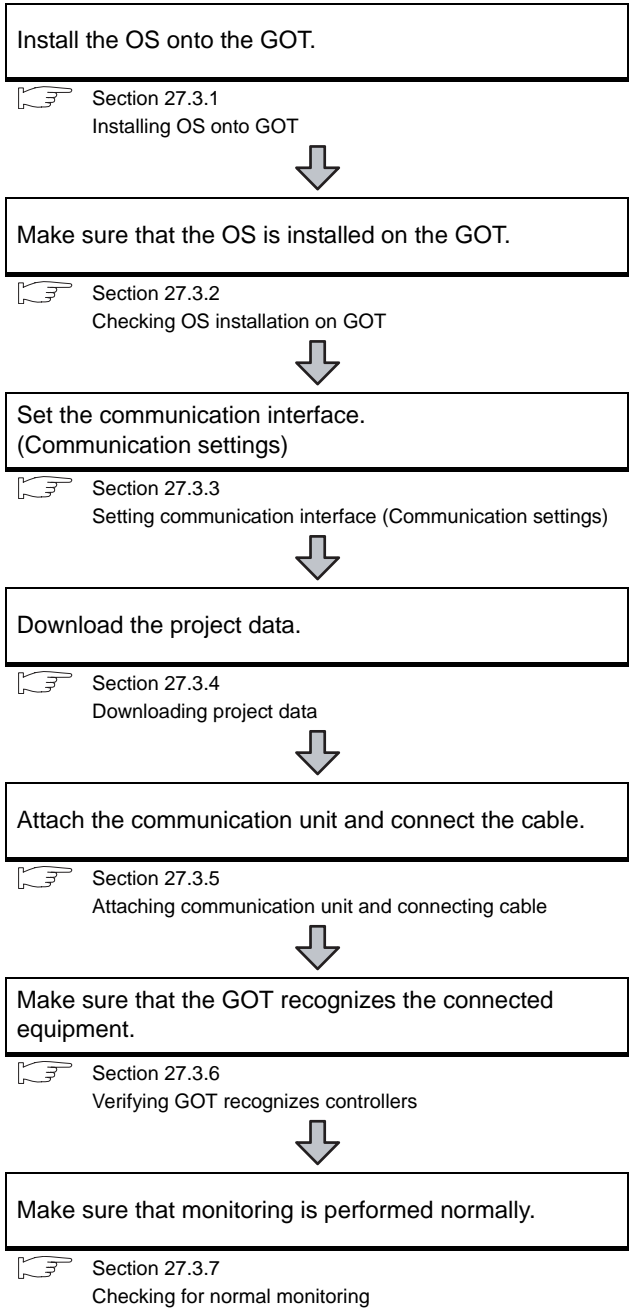 Install the OS onto the GOT.
Section 27.3.1
Installing OS onto GOT
Make sure that the OS is installed on the GOT.
Section 27.3.2
Checking OS installation on GOT
Set the communication interface.
(Communication settings)
Section 27.3.3
Setting communication interface (Communication settings)
Download the project data.
Section 27.3.4
Downloading project data
Attach the communication unit and connect the cable.
Section 27.3.5
Attaching communication unit and connecting cable
Make sure that the GOT recognizes the connected
equipment.
Section 27.3.6
Verifying GOT recognizes controllers
Make sure that monitoring is performed normally.
Section 27.3.7
Checking for normal monitoring